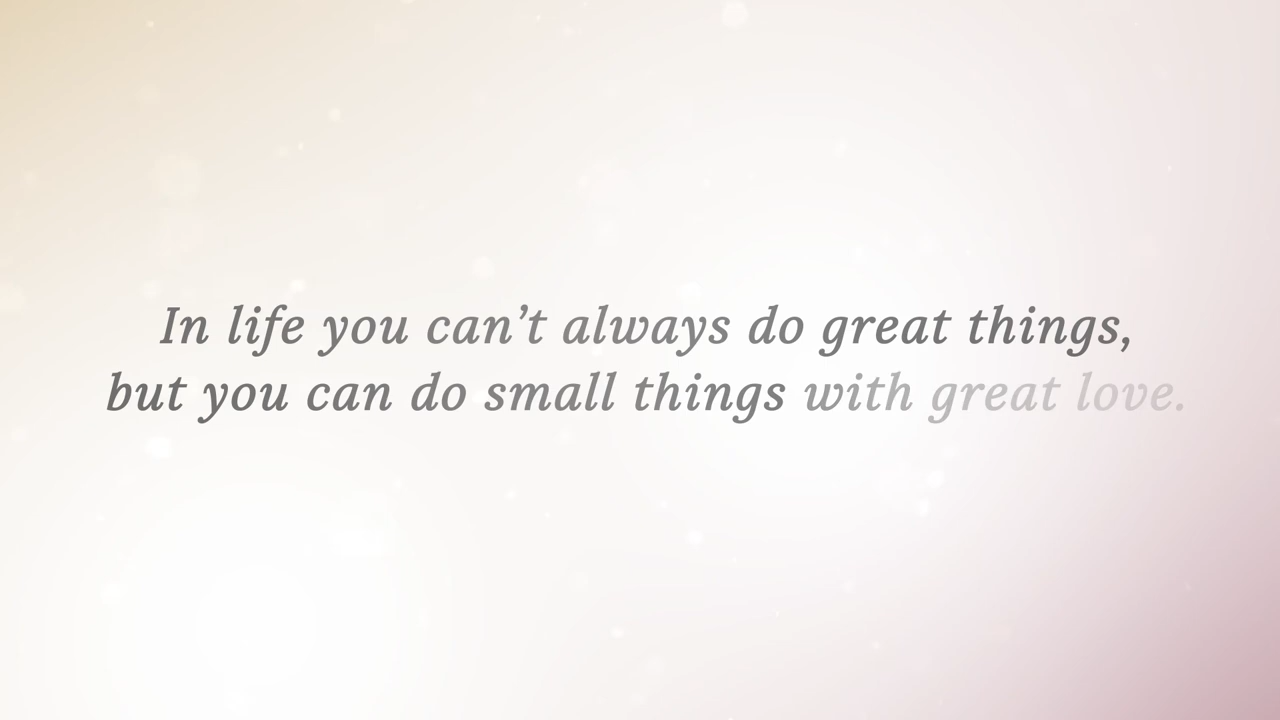 In life you can’t always do great things,
but you can do small things with great love.